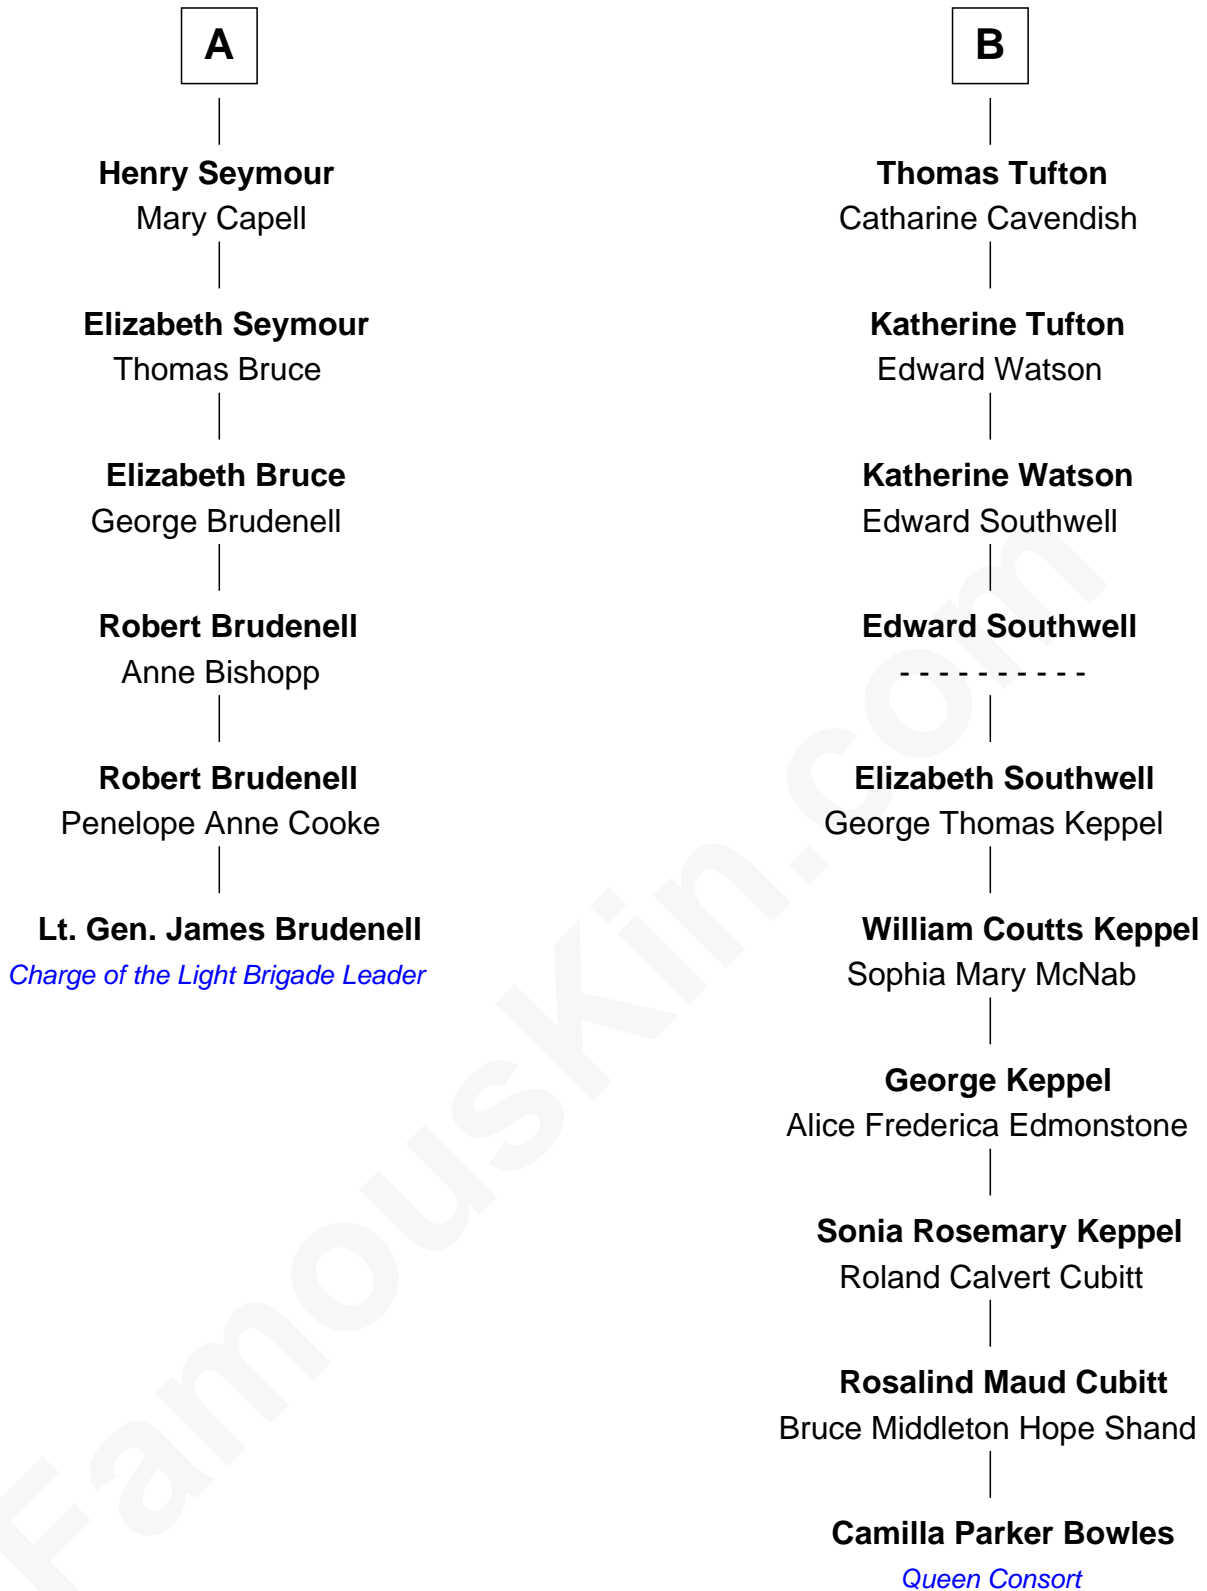 A
Henry Seymour
Mary Capell
Elizabeth Seymour
Thomas Bruce
Elizabeth Bruce
George Brudenell
Robert Brudenell
Anne Bishopp
Robert Brudenell
Penelope Anne Cooke
Lt. Gen. James Brudenell
Charge of the Light Brigade Leader
B
Thomas Tufton
Catharine Cavendish
Katherine Tufton
Edward Watson
Katherine Watson
Edward Southwell
Edward Southwell
- - - - - - - - - -
Elizabeth Southwell
George Thomas Keppel
William Coutts Keppel
Sophia Mary McNab
George Keppel
Alice Frederica Edmonstone
Sonia Rosemary Keppel
Roland Calvert Cubitt
Rosalind Maud Cubitt
Bruce Middleton Hope Shand
Camilla Parker Bowles
Queen Consort
FamousKin.com